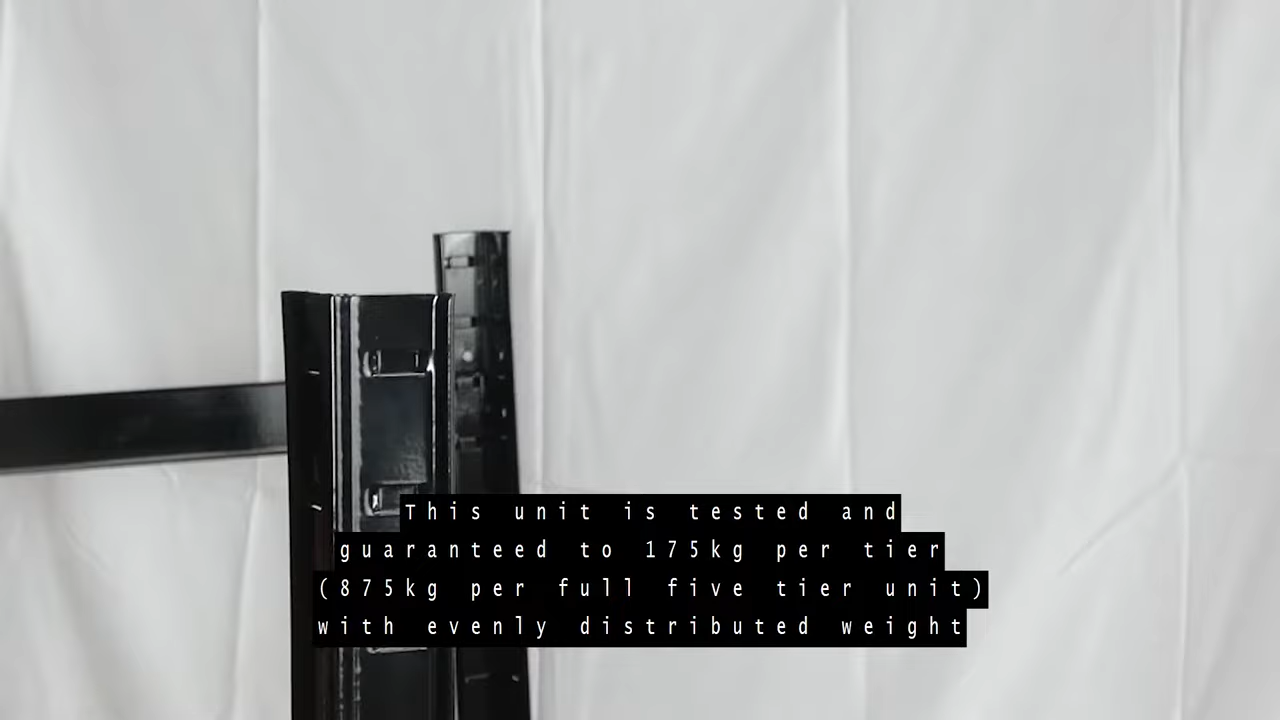 This unit is tested and
guaranteed to 175kg per tier
(875kg per full five tier unit)
with evenly distributed weight